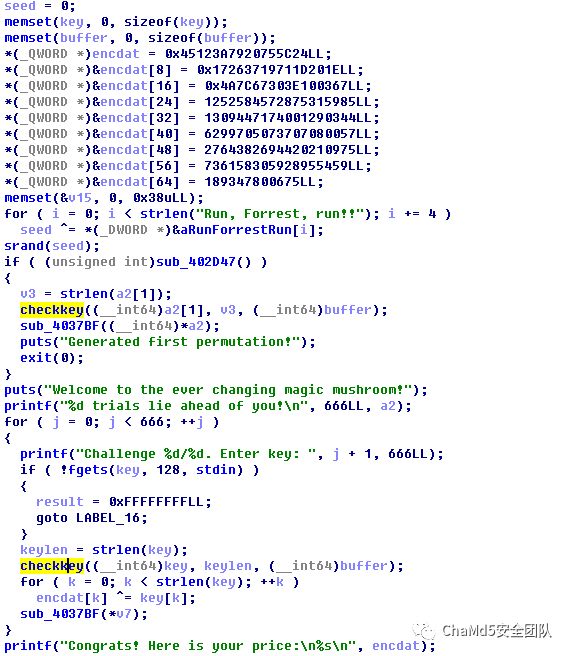 seed = 0;
memset(key, 0, sizeof(key));
memset(buffer, 0, sizeof(buffer));
*(_QWORD *)encdat = 0x45123A7920755C24LL;
*(_QWORD *)&encdat[8] = 0x17263719711D201ELL;
*(_QWORD *)&encdat[16] = 0x4A7C67303E100367LL;
*(_QWORD *)&encdat[24] = 1252584572875315985LL;
*(_QWORD *)&encdat[32] = 1309447174001290344LL;
*(_QWORD *)&encdat[40] = 6299705073707080057LL;
*(_QWORD *)&encdat[48] = 2764382694420210975LL;
*(_QWORD *)&encdat[56] = 736158305928955459LL;
*(_QWORD *)&encdat[64] = 189347800675LL;
memset(&v15, 0, 0x38uLL);
for ( i = 0; i < strlen("Run, Forrest, run!!"); i += 4 )
seed ^= *(_DWORD *)&aRunForrestRun[i];
srand(seed);
if ( (unsigned int)sub_402D47() )
{
v3 = strlen(a2[1]);
checkkey((__int64)a2[1], v3, (__int64)buffer);
sub_4037BF((__int64)*a2);
puts("Generated first permutation!");
exit(0);
}
puts("Welcome to the ever changing magic mushroom!");
printf("%d trials lie ahead of you!\n", 666LL, a2);
for ( j = 0; j < 666; ++j )
{
printf("Challenge %d/%d. Enter key: ", j + 1, 666LL);
if ( !fgets(key, 128, stdin) )
{
result = 0xFFFFFFFFLL;
goto LABEL_16;
}
keylen = strlen(key);
checkkey((__int64)key, keylen, (__int64)buffer);
for ( k = 0; k < strlen(key); ++k )
encdat[k] ^= key[k];
sub_4037BF(*v7);
}
printf("Congrats! Here is your price:\n%s\n", encdat);
ChaMd5安全团队